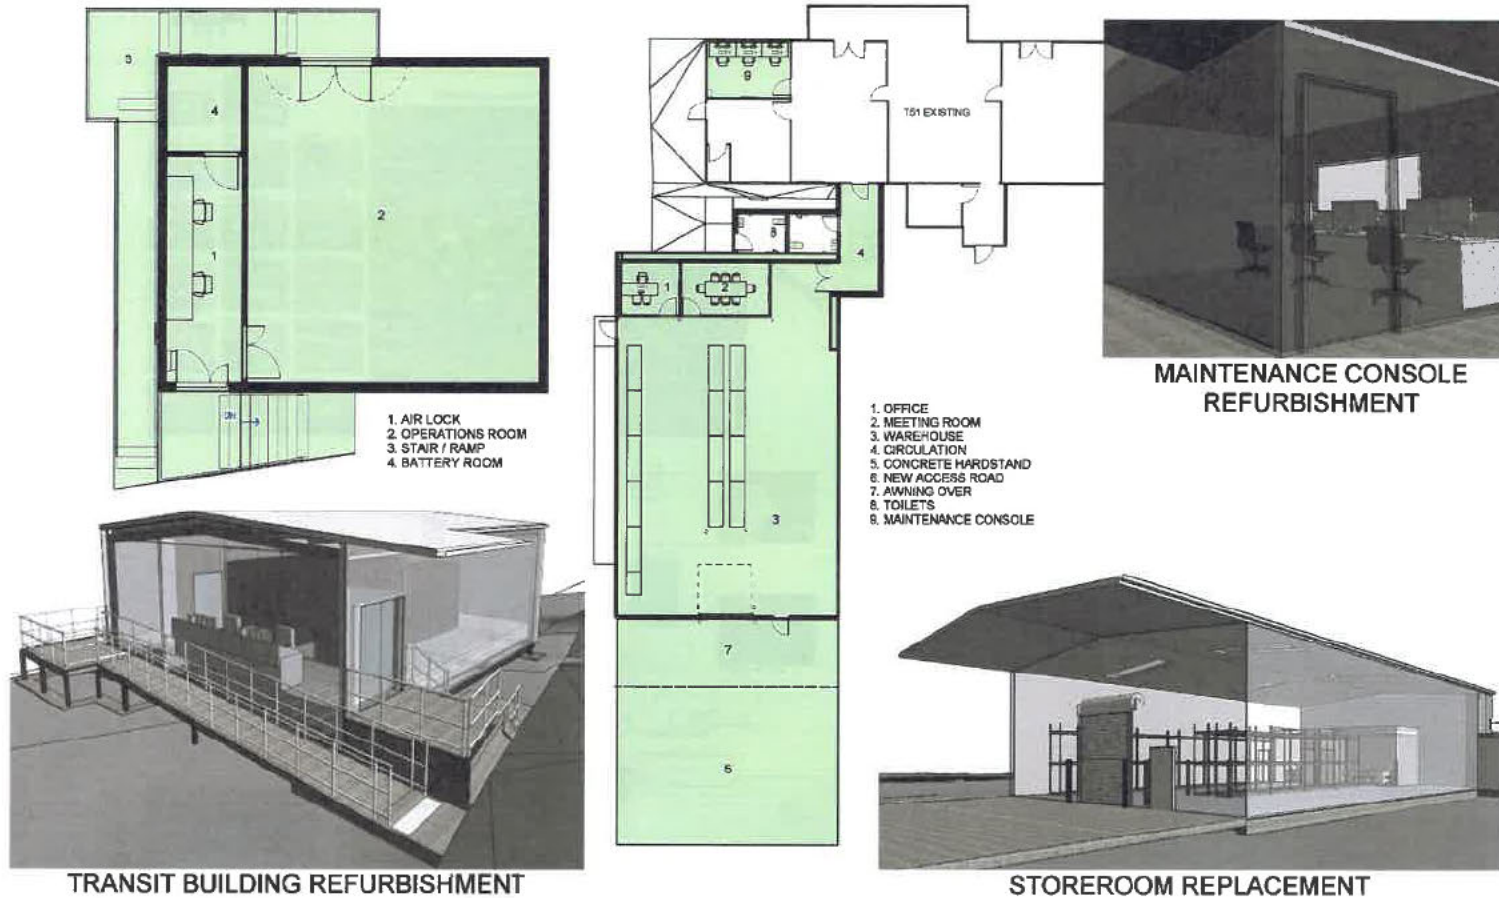 3
4
2
1
DN
1. AIR LOCK
2. OPERATIONS ROOM
3. STAIR / RAMP
4. BATTERY ROOM
TRANSIT BUILDING REFURBISHMENT
9
T51 EXISTING
8
4
1
2
3
7
6
1. OFFICE
2. MEETING ROOM
3. WAREHOUSE
4. CIRCULATION
5. CONCRETE HARDSTAND
6. NEW ACCESS ROAD
7. AWNING OVER
8. TOILETS
9. MAINTENANCE CONSOLE
MAINTENANCE CONSOLE
REFURBISHMENT
STOREROOM REPLACEMENT